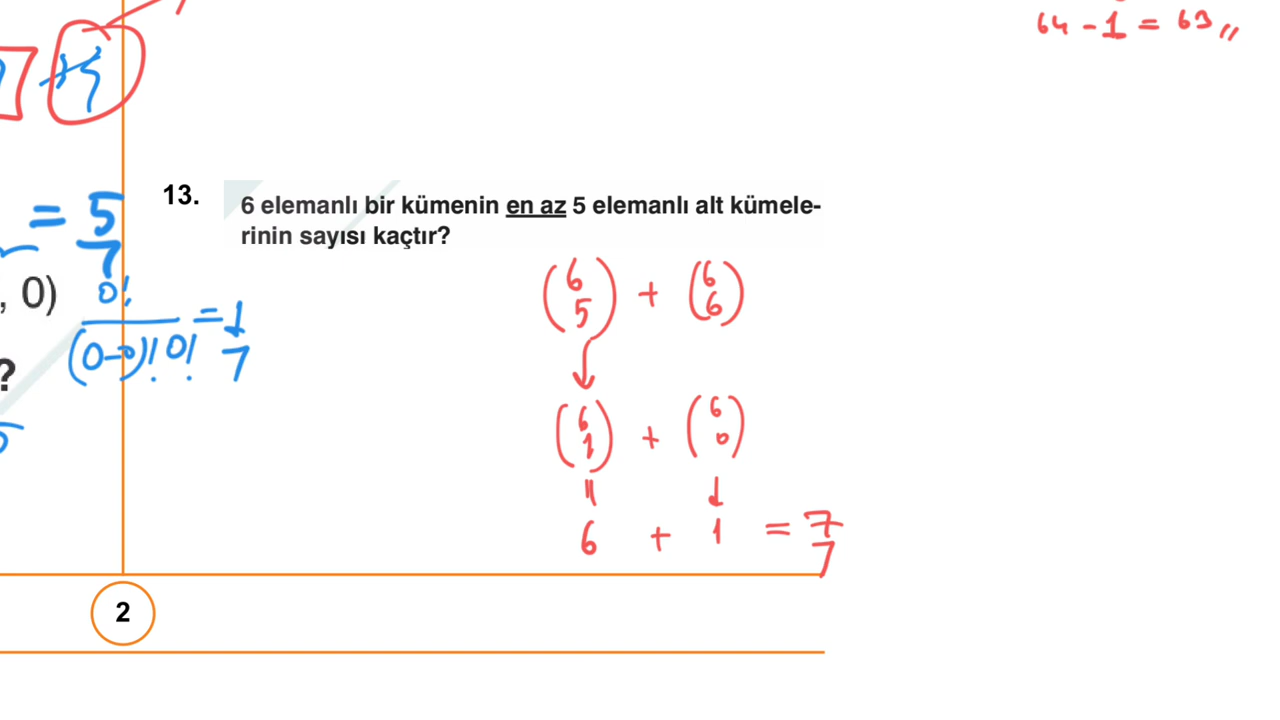 64 - 1 = 63 //
= 5
, 0)
0!
(0-0)! 0! = 1
?
13.
6 elemanlı bir kümenin en az 5 elemanlı alt kümele-
rinin sayısı kaçtır?
(6 5) + (6 6)
(6 1) + (6 0)
6 + 1 = 7
2